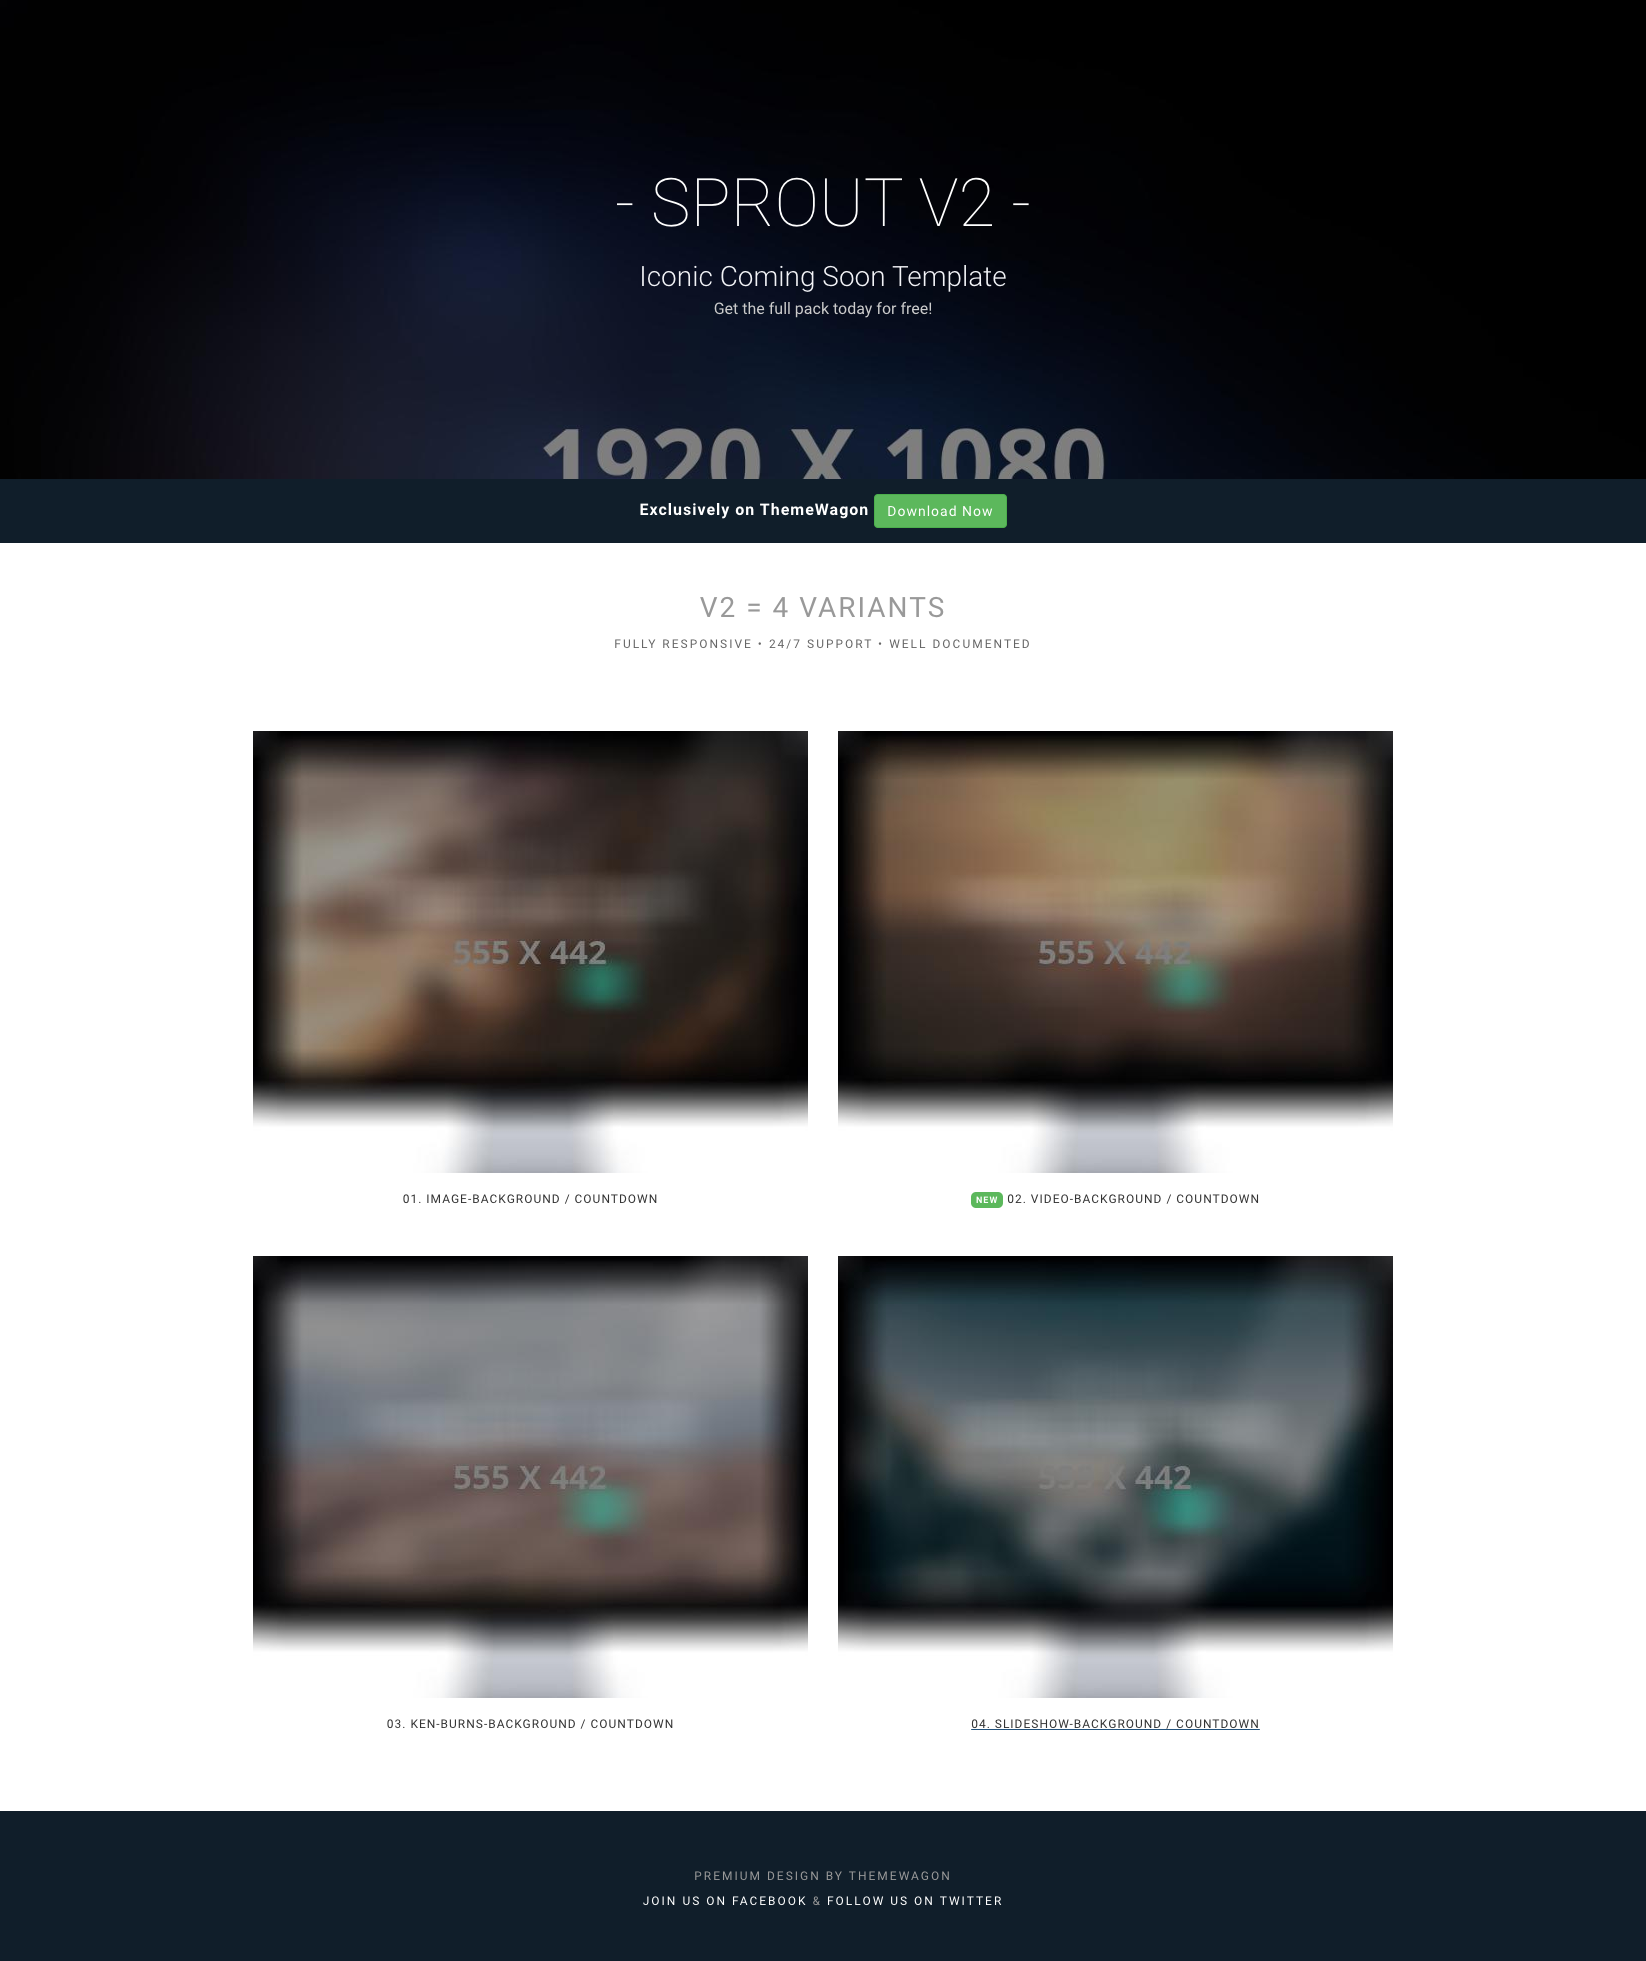 - SPROUT V2 -
Iconic Coming Soon Template
Get the full pack today for free!
1920 X 1080
Exclusively on ThemeWagon Download Now
V2 = 4 VARIANTS
FULLY RESPONSIVE • 24/7 SUPPORT • WELL DOCUMENTED
555 X 442
555 X 442
01. IMAGE-BACKGROUND / COUNTDOWN
NEW 02. VIDEO-BACKGROUND / COUNTDOWN
555 X 442
555 X 442
03. KEN-BURNS-BACKGROUND / COUNTDOWN
04. SLIDESHOW-BACKGROUND / COUNTDOWN
PREMIUM DESIGN BY THEMEWAGON
JOIN US ON FACEBOOK & FOLLOW US ON TWITTER